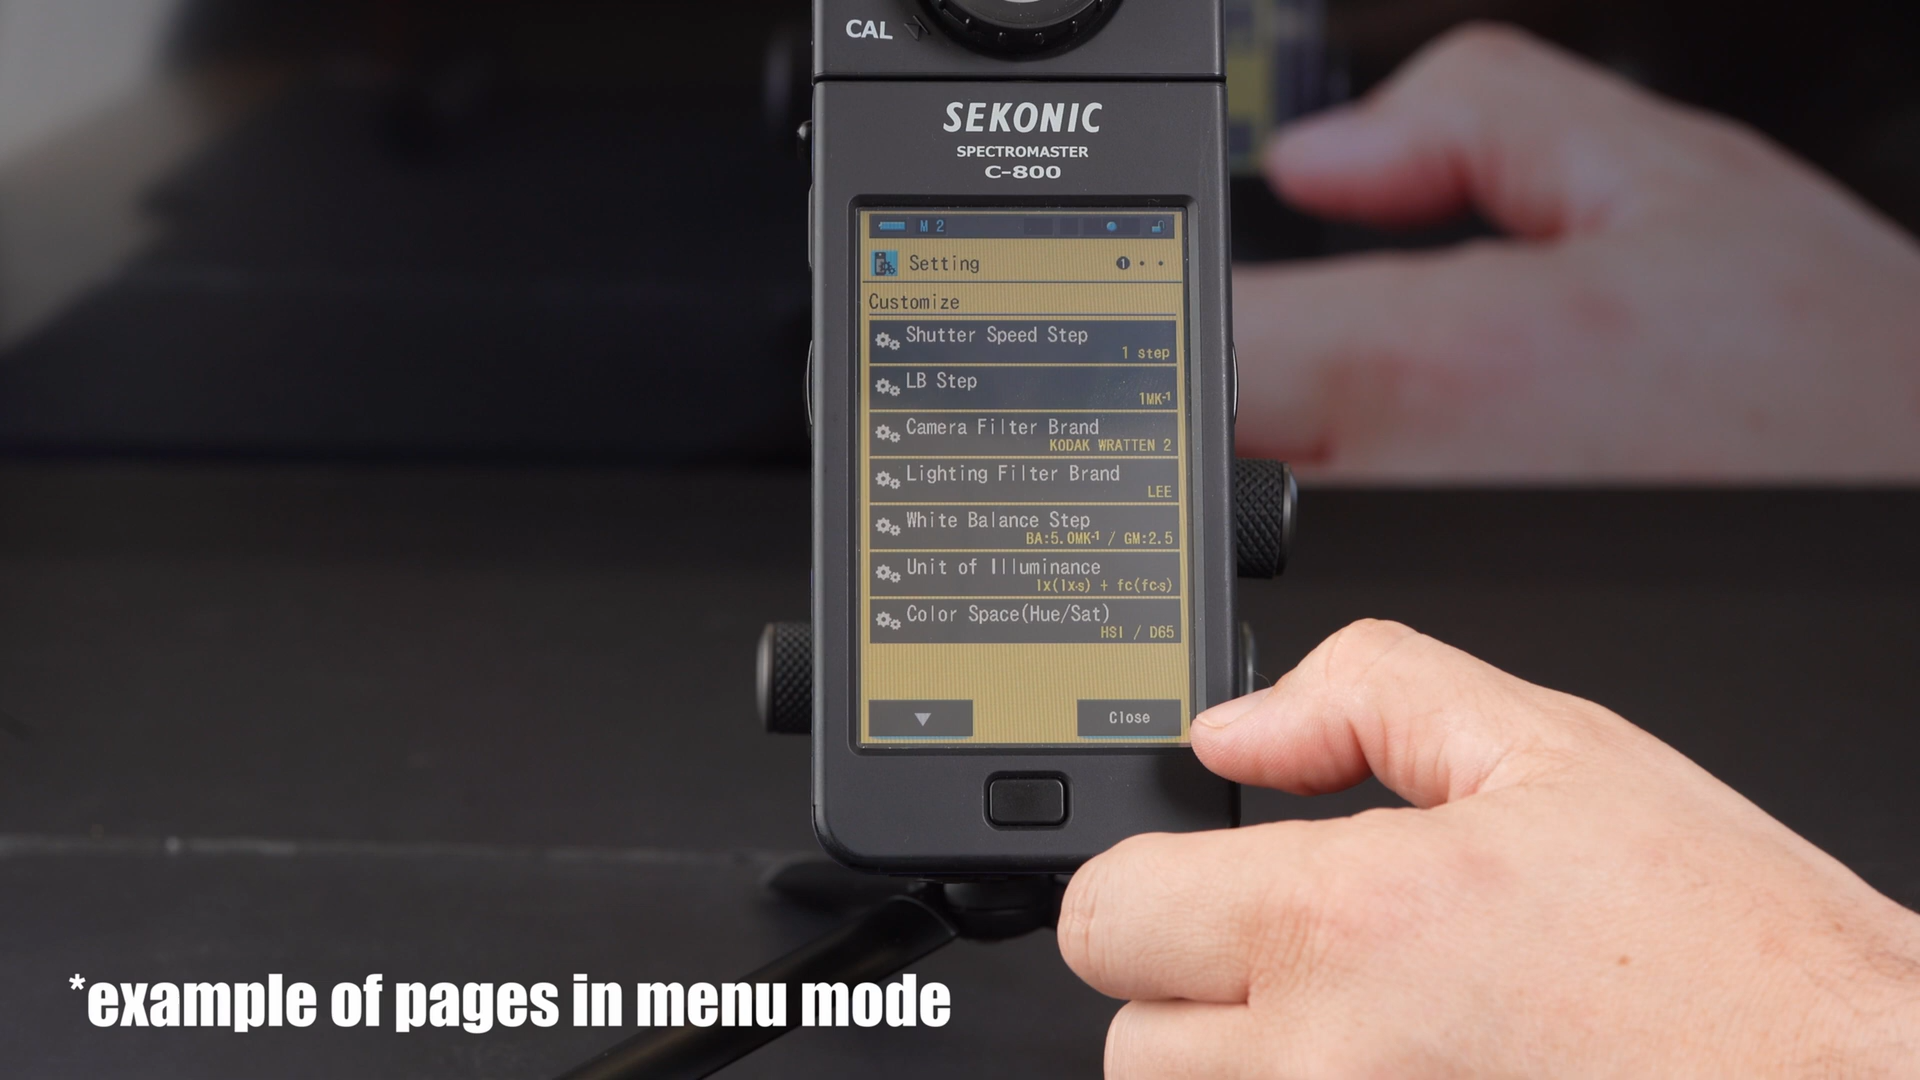 CAL
SEKONIC
SPECTROMASTER
C-800
M 2
Setting
1
Customize
Shutter Speed Step
1 step
LB Step
1MK⁻¹
Camera Filter Brand
KODAK WRATTEN 2
Lighting Filter Brand
LEE
White Balance Step
BA:5.0MK⁻¹ / GM:2.5
Unit of Illuminance
lx(lx·s) + fc(fc·s)
Color Space(Hue/Sat)
HSI / D65
Close
*example of pages in menu mode